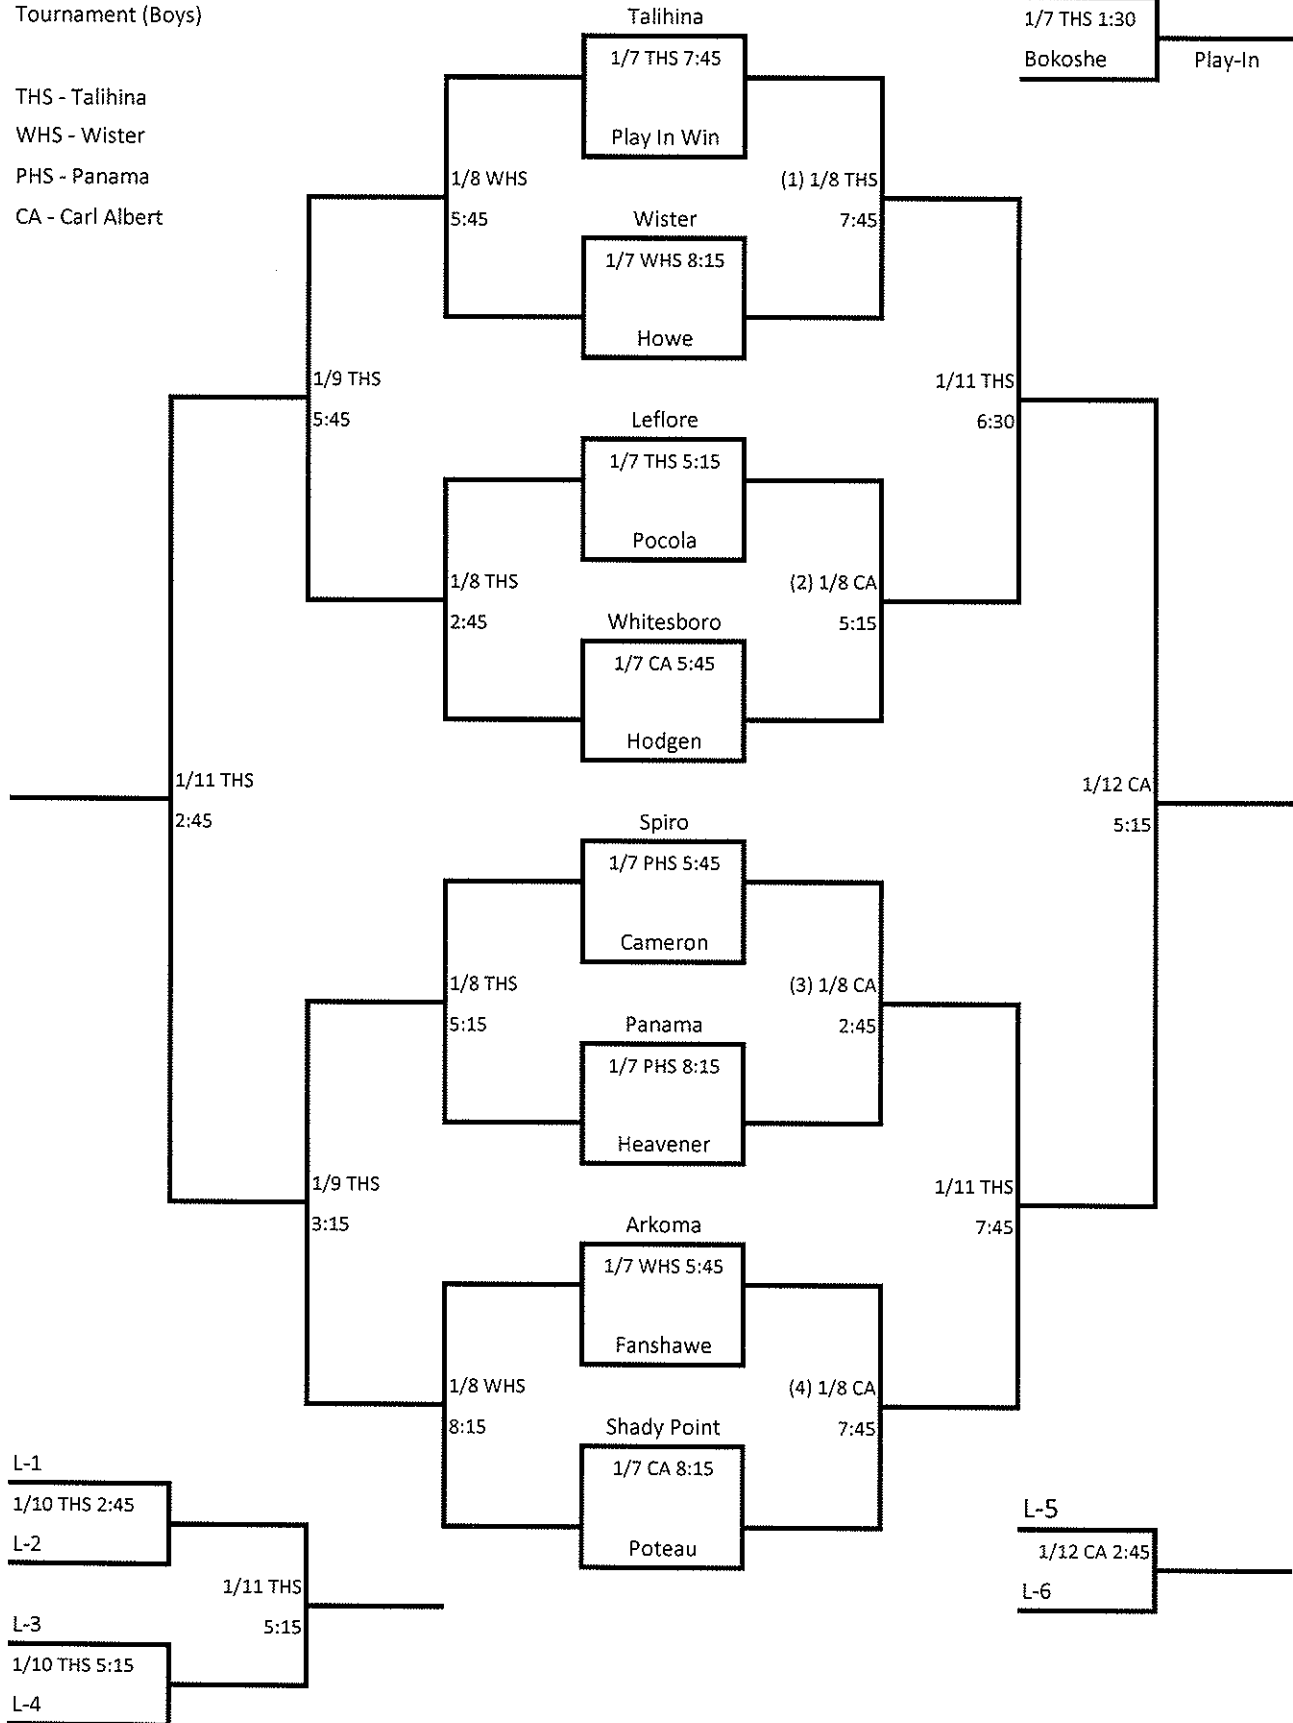 Tournament (Boys)
Talihina
1/7 THS 1:30
1/7 THS 7:45
Bokoshe
Play-In
THS - Talihina
WHS - Wister
Play In Win
PHS - Panama
1/8 WHS
(1) 1/8 THS
CA - Carl Albert
5:45
Wister
7:45
1/7 WHS 8:15
Howe
1/9 THS
1/11 THS
5:45
Leflore
6:30
1/7 THS 5:15
Pocola
1/8 THS
(2) 1/8 CA
2:45
Whitesboro
5:15
1/7 CA 5:45
Hodgen
1/11 THS
1/12 CA
2:45
Spiro
5:15
1/7 PHS 5:45
Cameron
1/8 THS
(3) 1/8 CA
5:15
Panama
2:45
1/7 PHS 8:15
Heavener
1/9 THS
1/11 THS
3:15
Arkoma
7:45
1/7 WHS 5:45
Fanshawe
1/8 WHS
(4) 1/8 CA
8:15
Shady Point
7:45
L-1
1/7 CA 8:15
1/10 THS 2:45
L-5
L-2
Poteau
1/12 CA 2:45
1/11 THS
L-6
5:15
L-3
1/10 THS 5:15
L-4